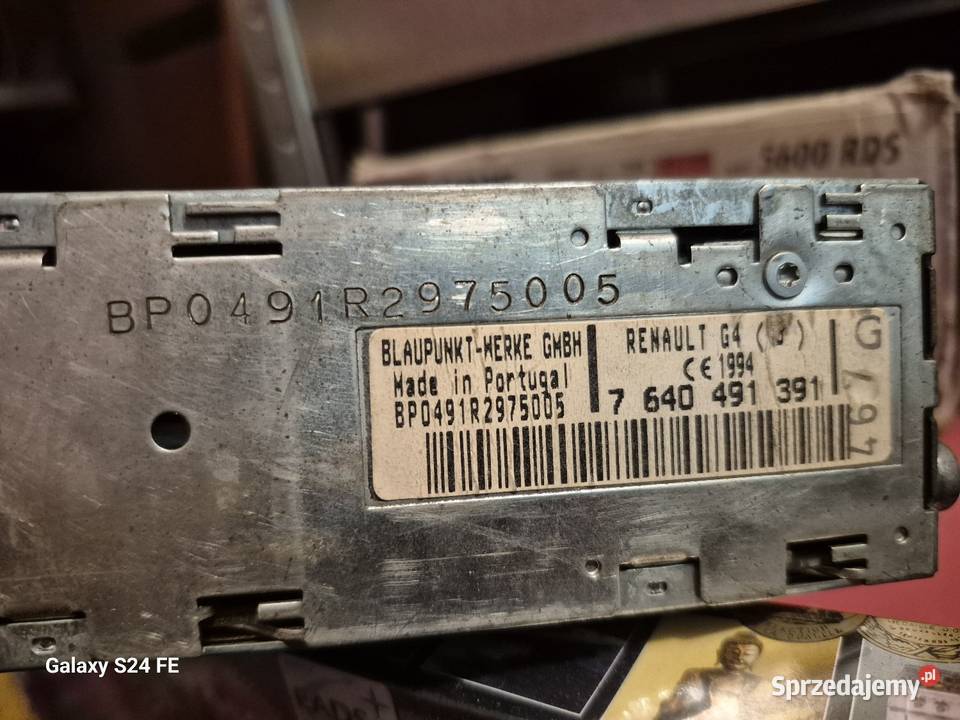 5600 RDS
BP0491R2975005
BLAUPUNKT-WERKE GMBH
Made in Portugal
BP0491R2975005
RENAULT G4
CE 1994
7 640 491 391
G
Galaxy S24 FE
Sprzedajemy.pl